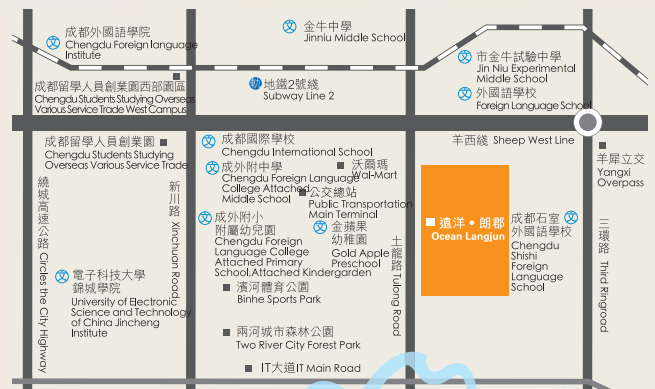 成都外國語學院
Chengdu Foreign language
Institute
金牛中學
Jinniu Middle School
市金牛試驗中學
Jin Niu Experimental
Middle School
外國語學校
Foreign Language School
成都留學人員創業園西部園區
Chengdu Students Studying Overseas
Various Service Trade West Campus
地鐵2號綫
Subway Line 2
成都留學人員創業園
Chengdu Students Studying
Overseas Various Service Trade
成都國際學校
Chengdu International School
羊西綫 Sheep West Line
成外附中學
Chengdu Foreign Language
College Attached
Middle School
沃爾瑪
Wal-Mart
公交總站
Public Transportation
Main Terminal
羊犀立交
Yangxi
Overpass
繞城高速公路 Circles the City Highway
新川路 Xinchuan Road
成外附小
附屬幼兒園
Chengdu Foreign
Language College
Attached Primary
School,Attached Kindergarden
金蘋果
幼稚園
Gold Apple
Preschool
土龍路 Tulong Road
遠洋•朗郡
Ocean Langjun
成都石室
外國語學校
Chengdu
Shishi
Foreign
Language
School
三環路 Third Ringroad
電子科技大學
錦城學院
University of Electronic
Science and Technology
of China Jincheng
Institute
濱河體育公園
Binhe Sports Park
兩河城市森林公園
Two River City Forest Park
IT大道IT Main Road